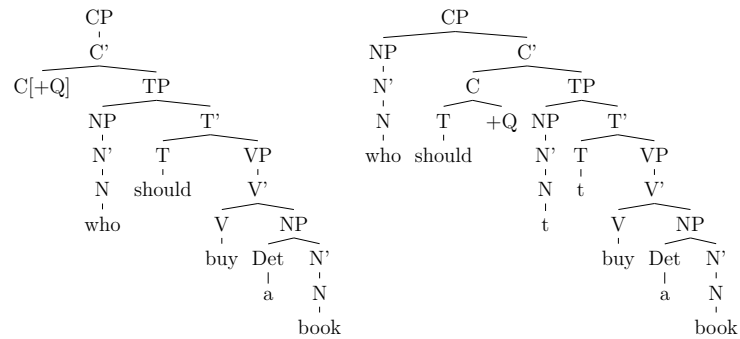 CP CP
C' NP C'
C[+Q] TP N' C TP
NP T' N T +Q NP T'
N' T VP who should N' T VP
N should V' N t V'
who V NP t V NP
buy Det N' buy Det N'
a N a N
book book